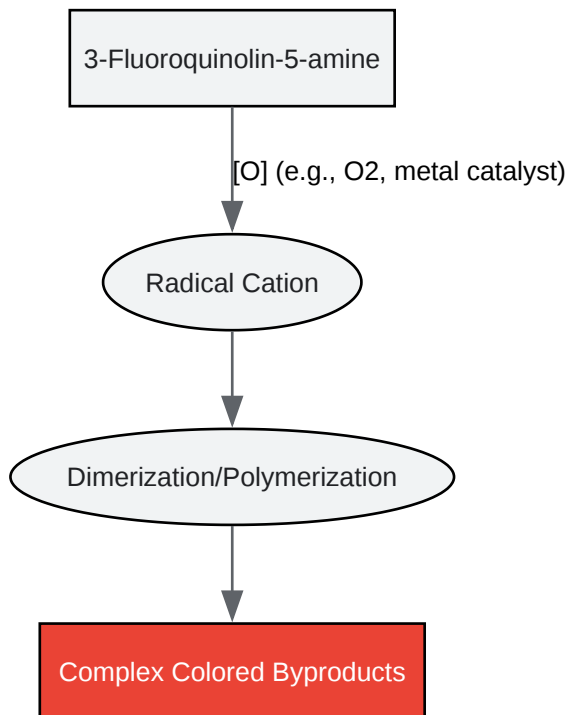 3-Fluoroquinolin-5-amine
[O] (e.g., O2, metal catalyst)
Radical Cation
Dimerization/Polymerization
Complex Colored Byproducts